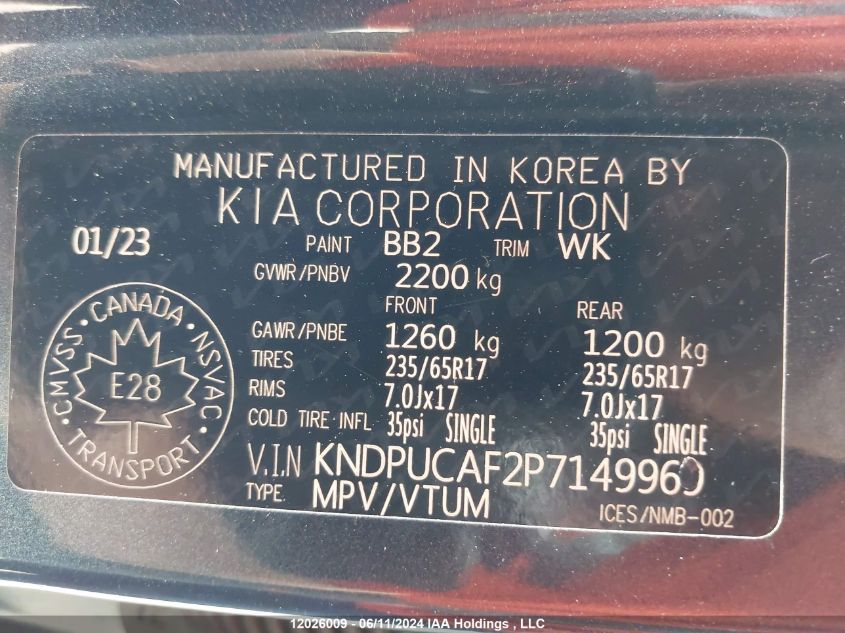 MANUFACTURED IN KOREA BY
KIA CORPORATION
01/23 PAINT BB2 TRIM WK
GVWR/PNBV 2200 kg
FRONT REAR
GAWR/PNBE 1260 kg 1200 kg
TIRES 235/65R17 235/65R17
RIMS 7.0Jx17 7.0Jx17
COLD TIRE INFL 35psi SINGLE 35psi SINGLE
V.I.N KNDPUCAF2P7149960
TYPE. MPV/VTUM
ICES/NMB-002
CMVSS · CANADA · NSVAC · TRANSPORT ·
E28
12026009 - 06/11/2024 IAA Holdings , LLC